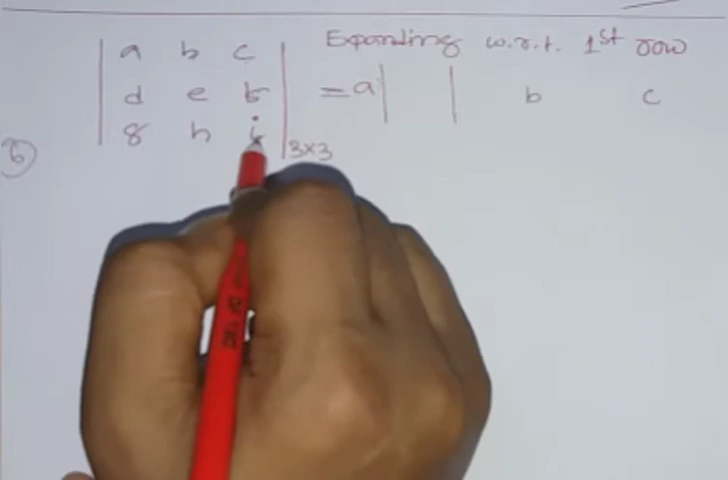 a b c Expanding w.r.t. 1st row
d e f = a| | b c
g h i 3×3